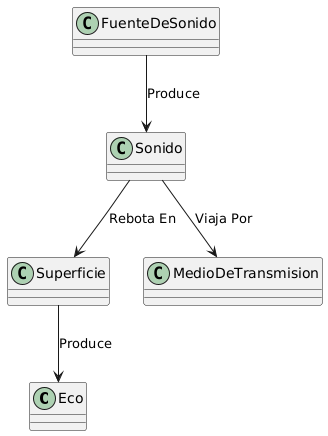 C FuenteDeSonido
Produce
C Sonido
Rebota En
Viaja Por
C Superficie
C MedioDeTransmision
Produce
C Eco